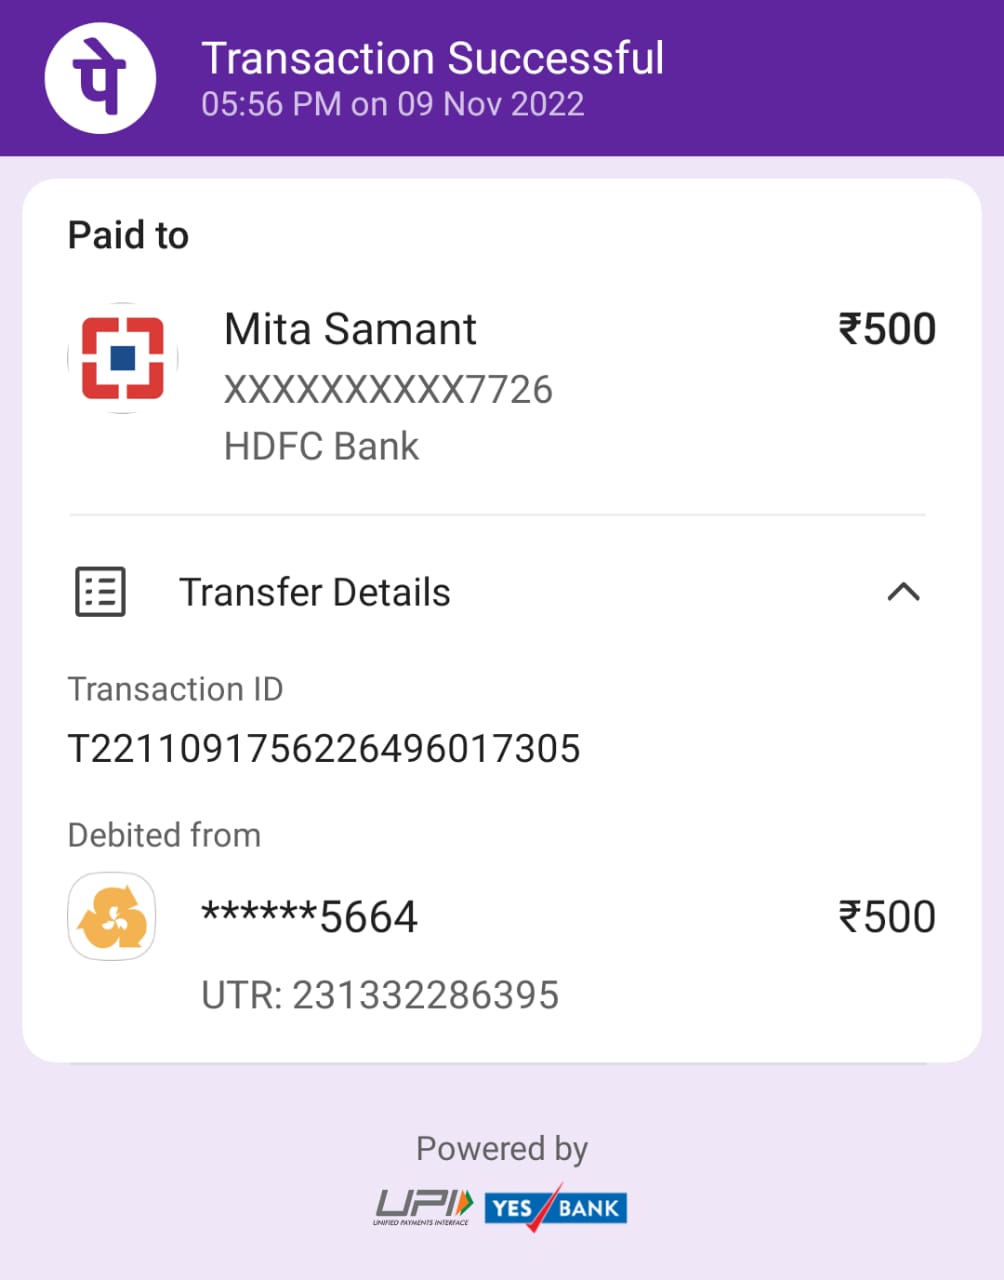 पे
Transaction Successful
05:56 PM on 09 Nov 2022
Paid to
Mita Samant ₹500
XXXXXXXXXX7726
HDFC Bank
Transfer Details
Transaction ID
T2211091756226496017305
Debited from
******5664 ₹500
UTR: 231332286395
Powered by
UPI YES BANK
UNIFIED PAYMENTS INTERFACE